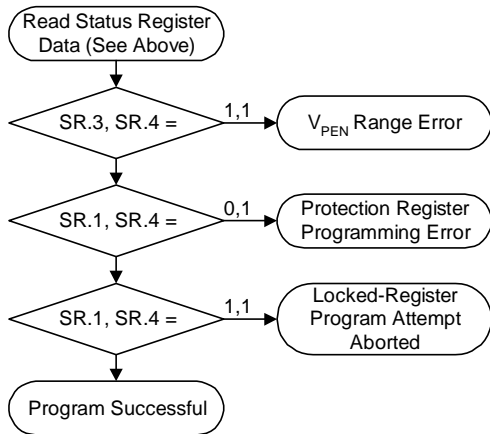 Read Status Register
Data (See Above)
SR.3, SR.4 =
1,1
V_PEN Range Error
SR.1, SR.4 =
0,1
Protection Register
Programming Error
SR.1, SR.4 =
1,1
Locked-Register
Program Attempt
Aborted
Program Successful